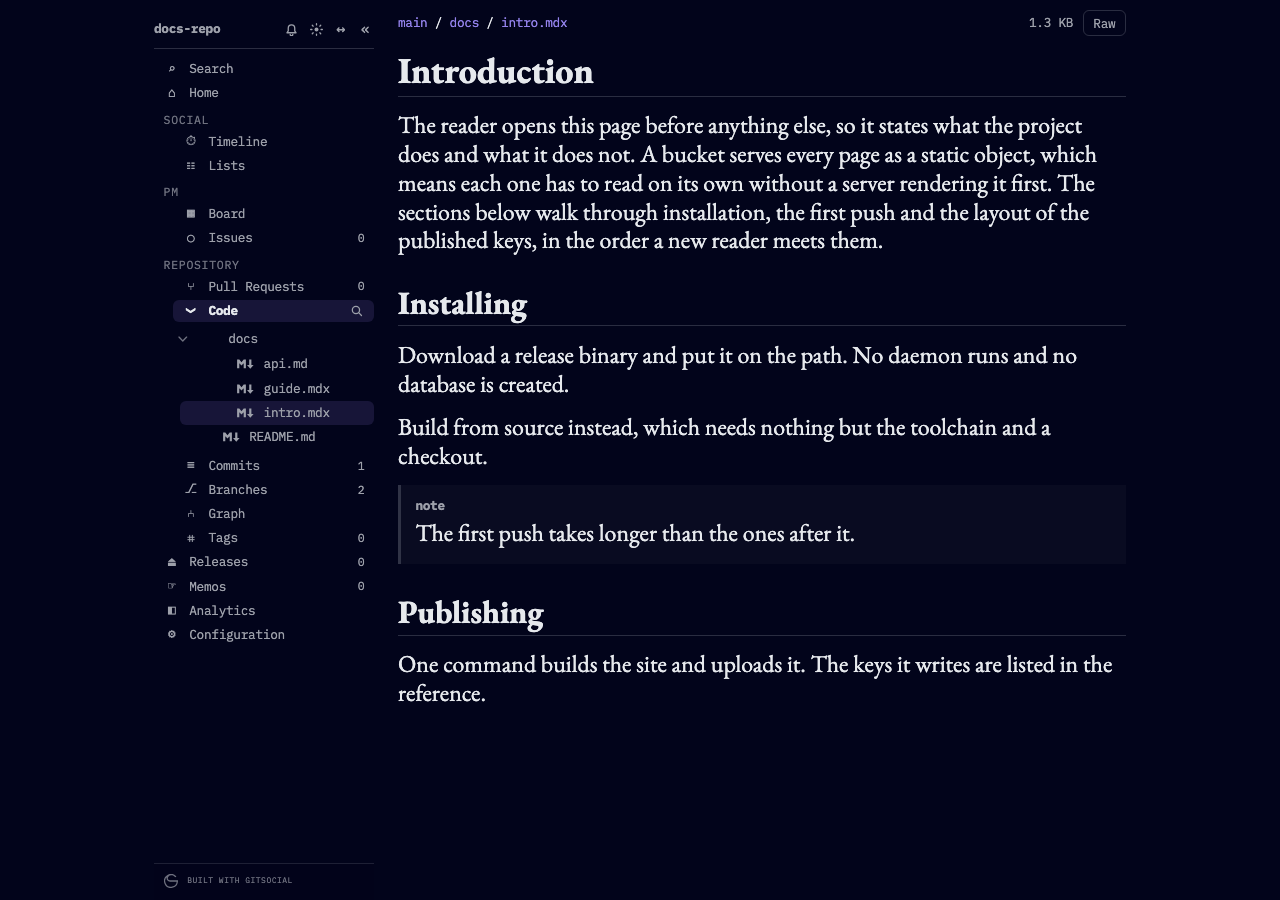 docs-repo
Search
Home
SOCIAL
Timeline
Lists
PM
Board
Issues 0
REPOSITORY
Pull Requests 0
Code
docs
M↓ api.md
M↓ guide.mdx
M↓ intro.mdx
M↓ README.md
Commits 1
Branches 2
Graph
# Tags 0
Releases 0
Memos 0
Analytics
Configuration
BUILT WITH GITSOCIAL
main / docs / intro.mdx
1.3 KB Raw
Introduction
The reader opens this page before anything else, so it states what the project
does and what it does not. A bucket serves every page as a static object, which
means each one has to read on its own without a server rendering it first. The
sections below walk through installation, the first push and the layout of the
published keys, in the order a new reader meets them.
Installing
Download a release binary and put it on the path. No daemon runs and no
database is created.
Build from source instead, which needs nothing but the toolchain and a
checkout.
note
The first push takes longer than the ones after it.
Publishing
One command builds the site and uploads it. The keys it writes are listed in the
reference.